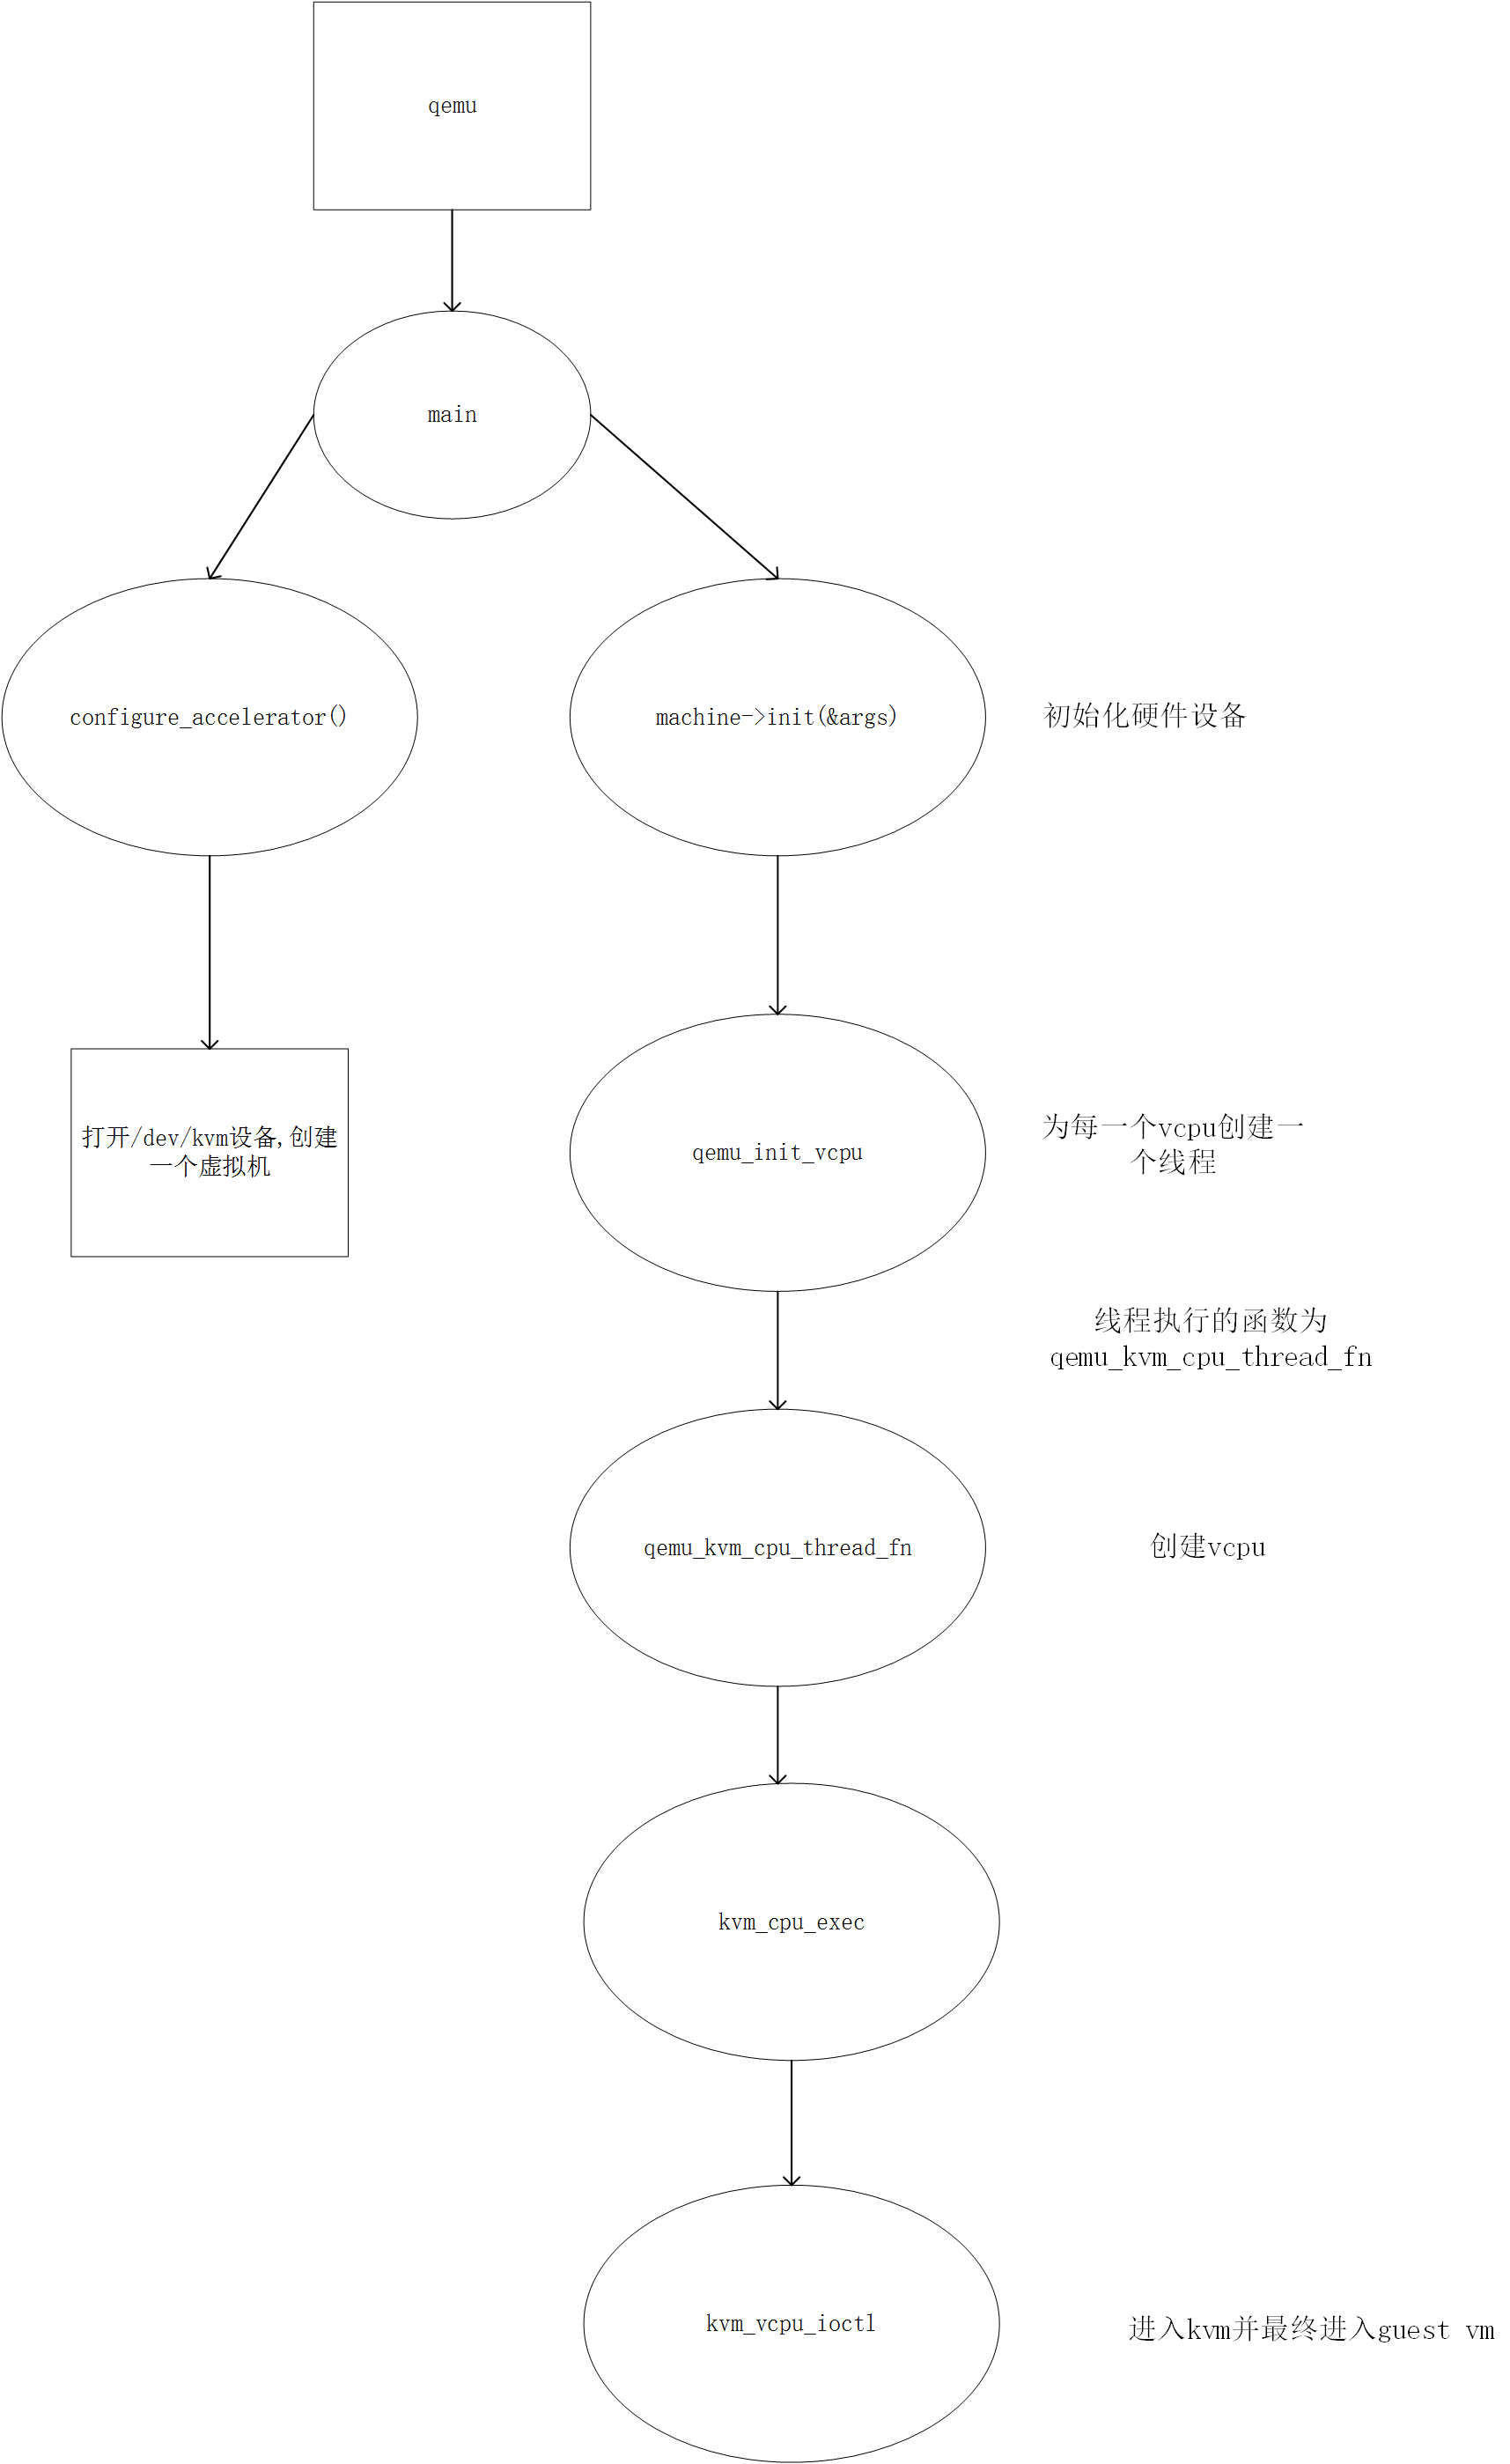 qemu
main
configure_accelerator()
machine->init(&args)
初始化硬件设备
打开/dev/kvm设备,创建
一个虚拟机
qemu_init_vcpu
为每一个vcpu创建一
个线程
线程执行的函数为
qemu_kvm_cpu_thread_fn
qemu_kvm_cpu_thread_fn
创建vcpu
kvm_cpu_exec
kvm_vcpu_ioctl
进入kvm并最终进入guest vm